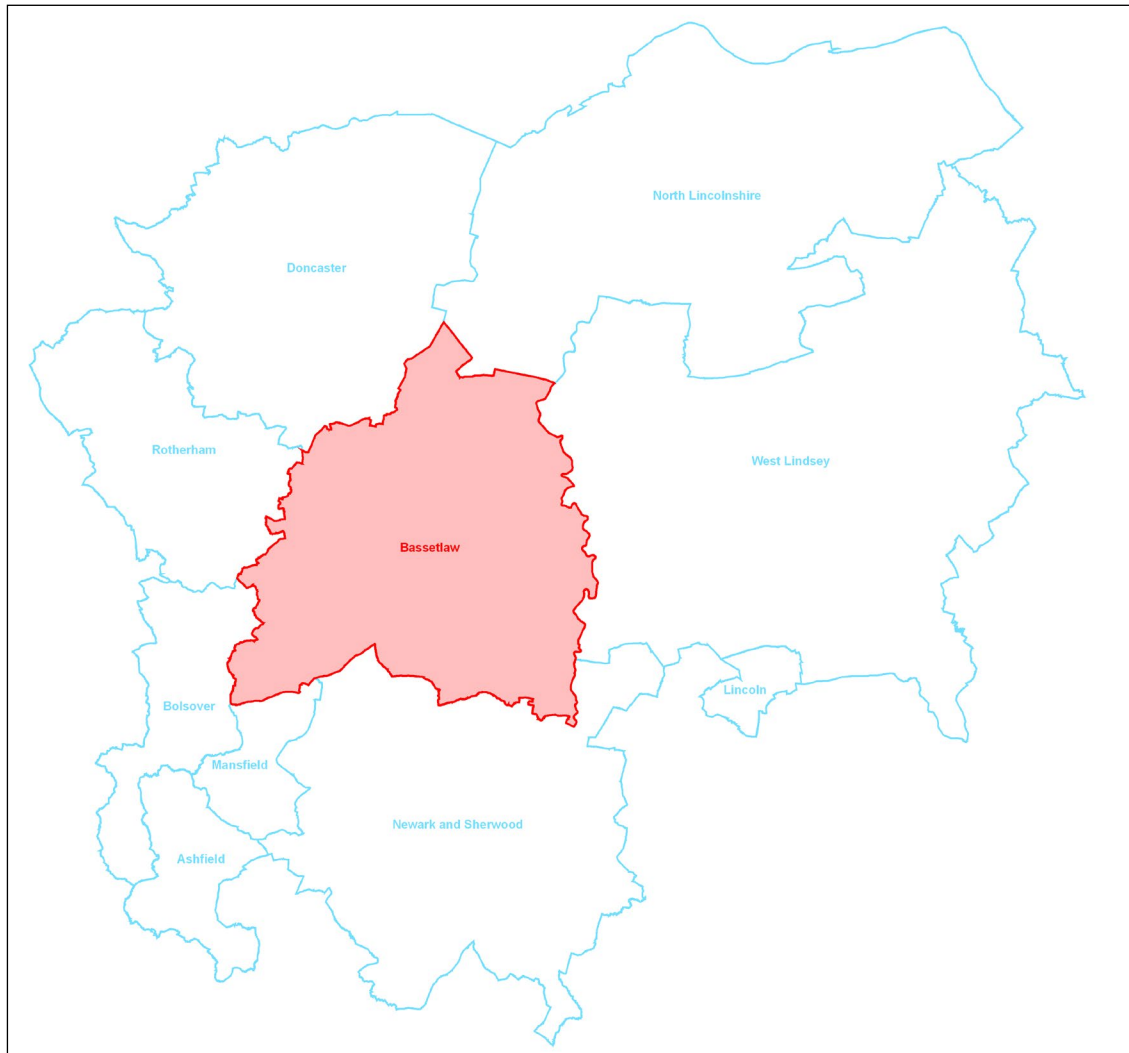 North Lincolnshire
Doncaster
Rotherham
West Lindsey
Bassetlaw
Lincoln
Bolsover
Mansfield
Newark and Sherwood
Ashfield